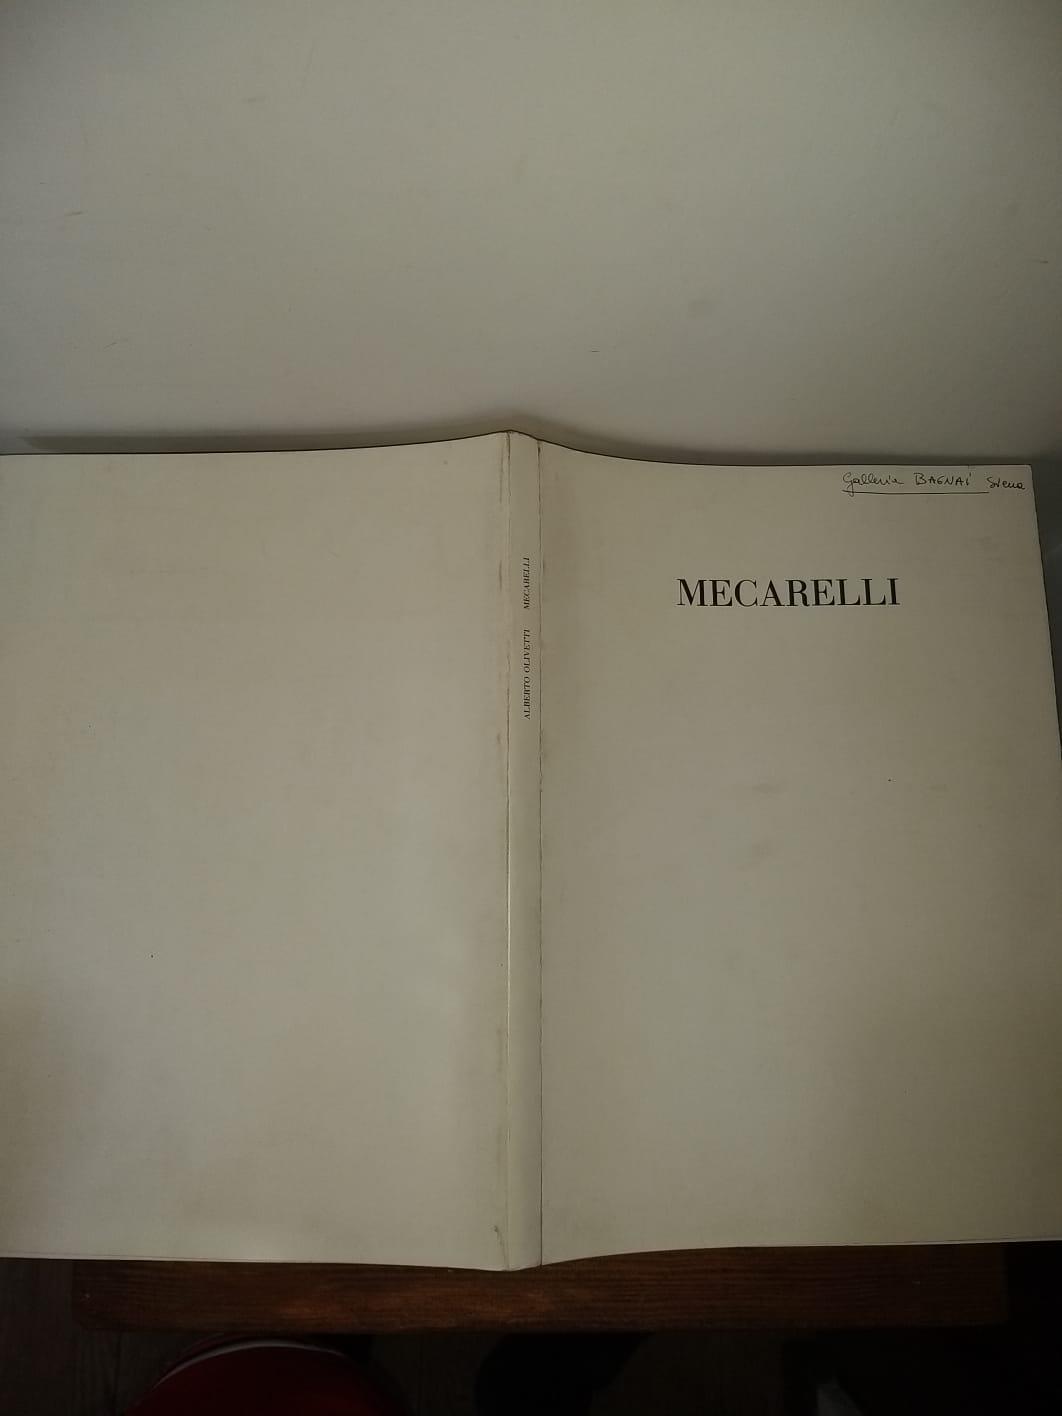 Galleria BAGNAI Siena
MECARELLI
ALBERTO OLIVETTI MECARELLI